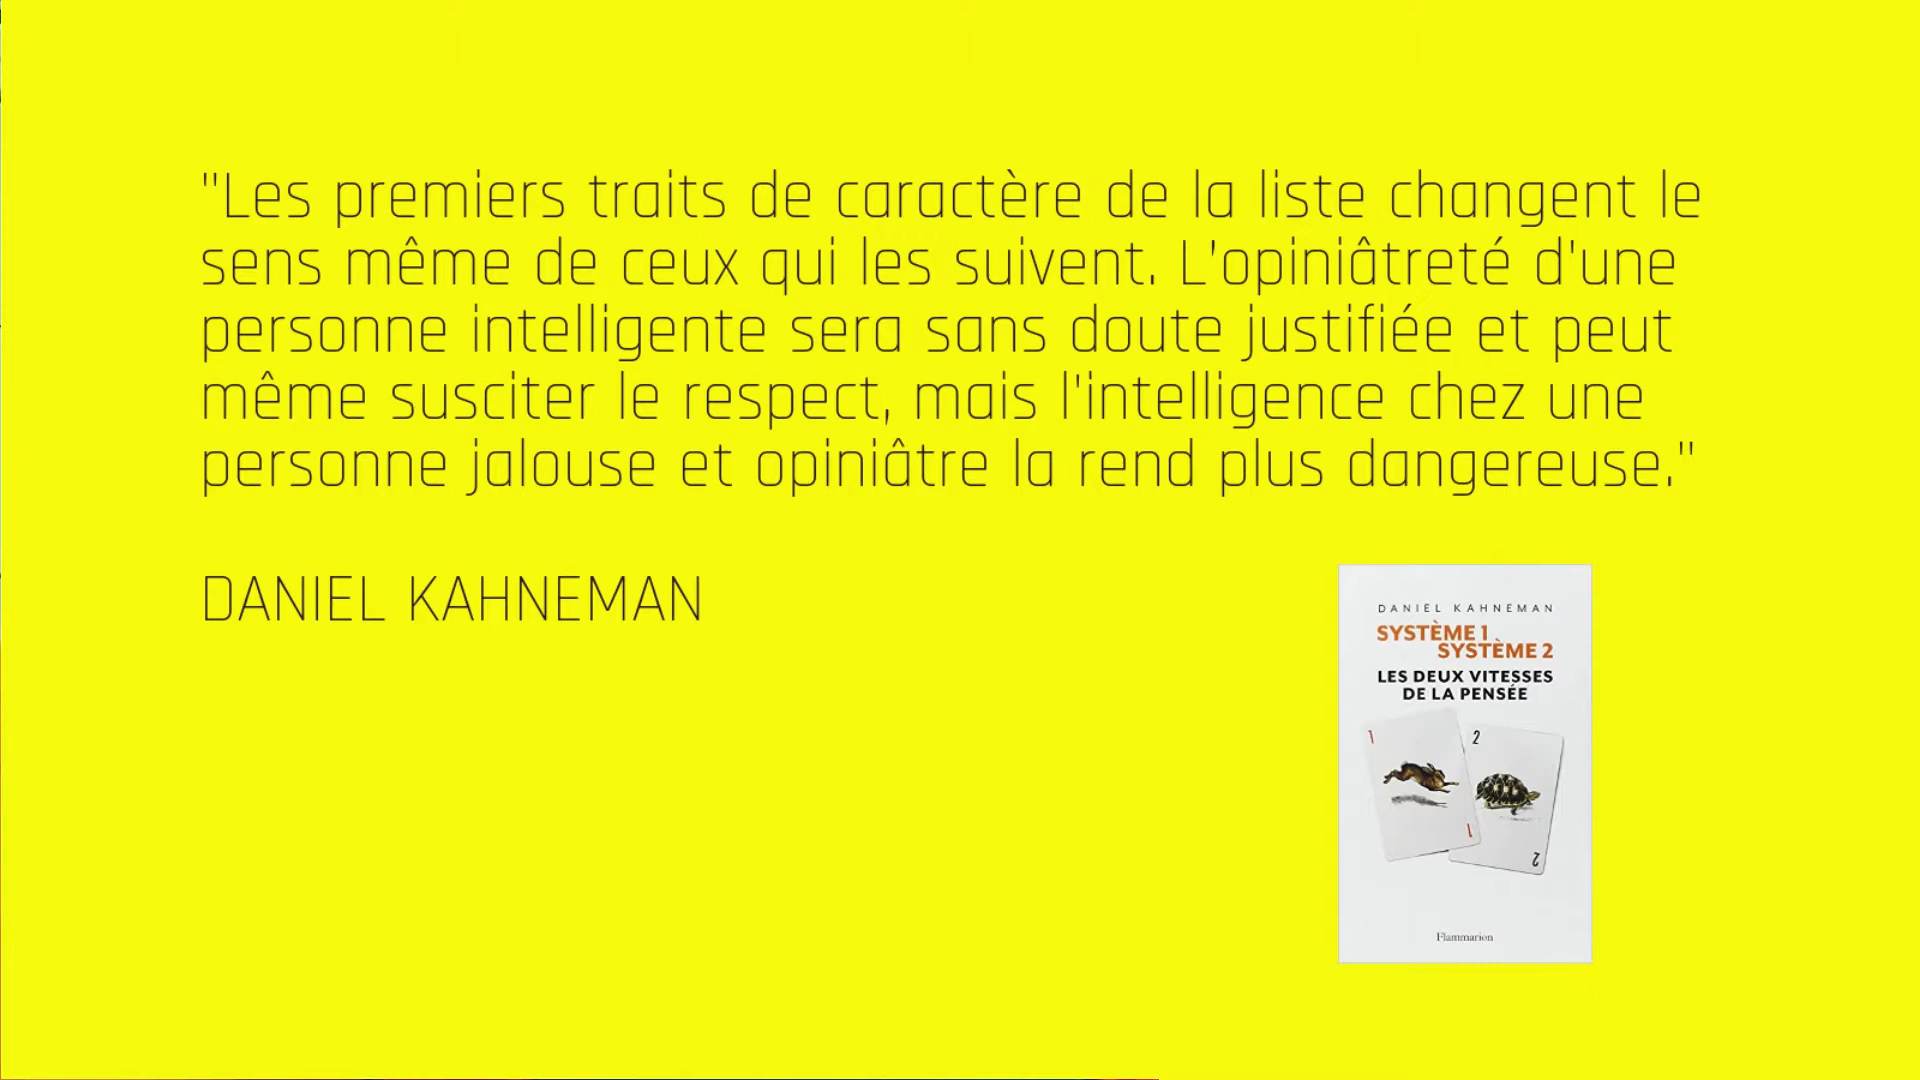 "Les premiers traits de caractère de la liste changent le
sens même de ceux qui les suivent. L'opiniâtreté d'une
personne intelligente sera sans doute justifiée et peut
même susciter le respect, mais l'intelligence chez une
personne jalouse et opiniâtre la rend plus dangereuse."
DANIEL KAHNEMAN
DANIEL KAHNEMAN
SYSTÈME 1
SYSTÈME 2
LES DEUX VITESSES
DE LA PENSÉE
1
2
1
2
Flammarion